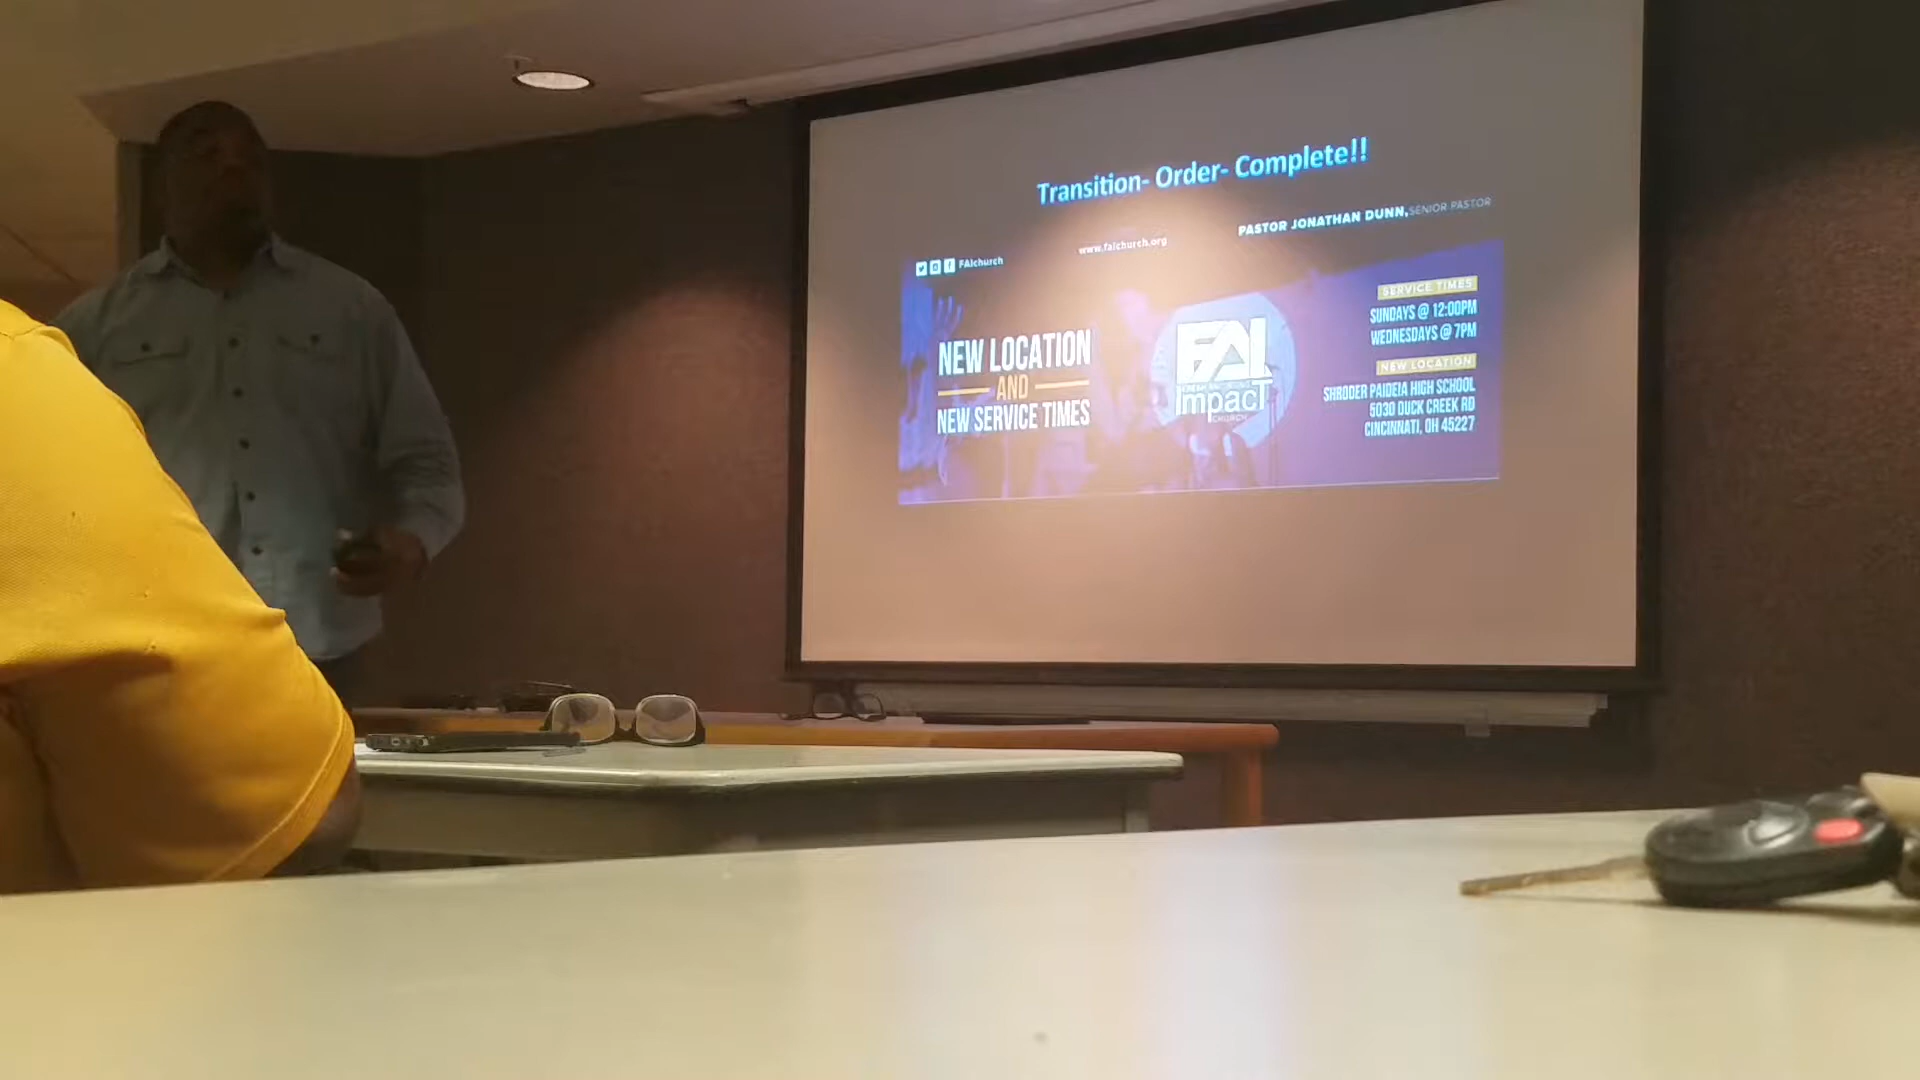 Transition- Order- Complete!!
PASTOR JONATHAN DUNN, SENIOR PASTOR
www.faichurch.org
FAIchurch
NEW LOCATION
AND
NEW SERVICE TIMES
FAI
Impact
CHURCH
SERVICE TIMES
SUNDAYS @ 12:00PM
WEDNESDAYS @ 7PM
NEW LOCATION
SHRODER PAIDEIA HIGH SCHOOL
5030 DUCK CREEK RD
CINCINNATI, OH 45227